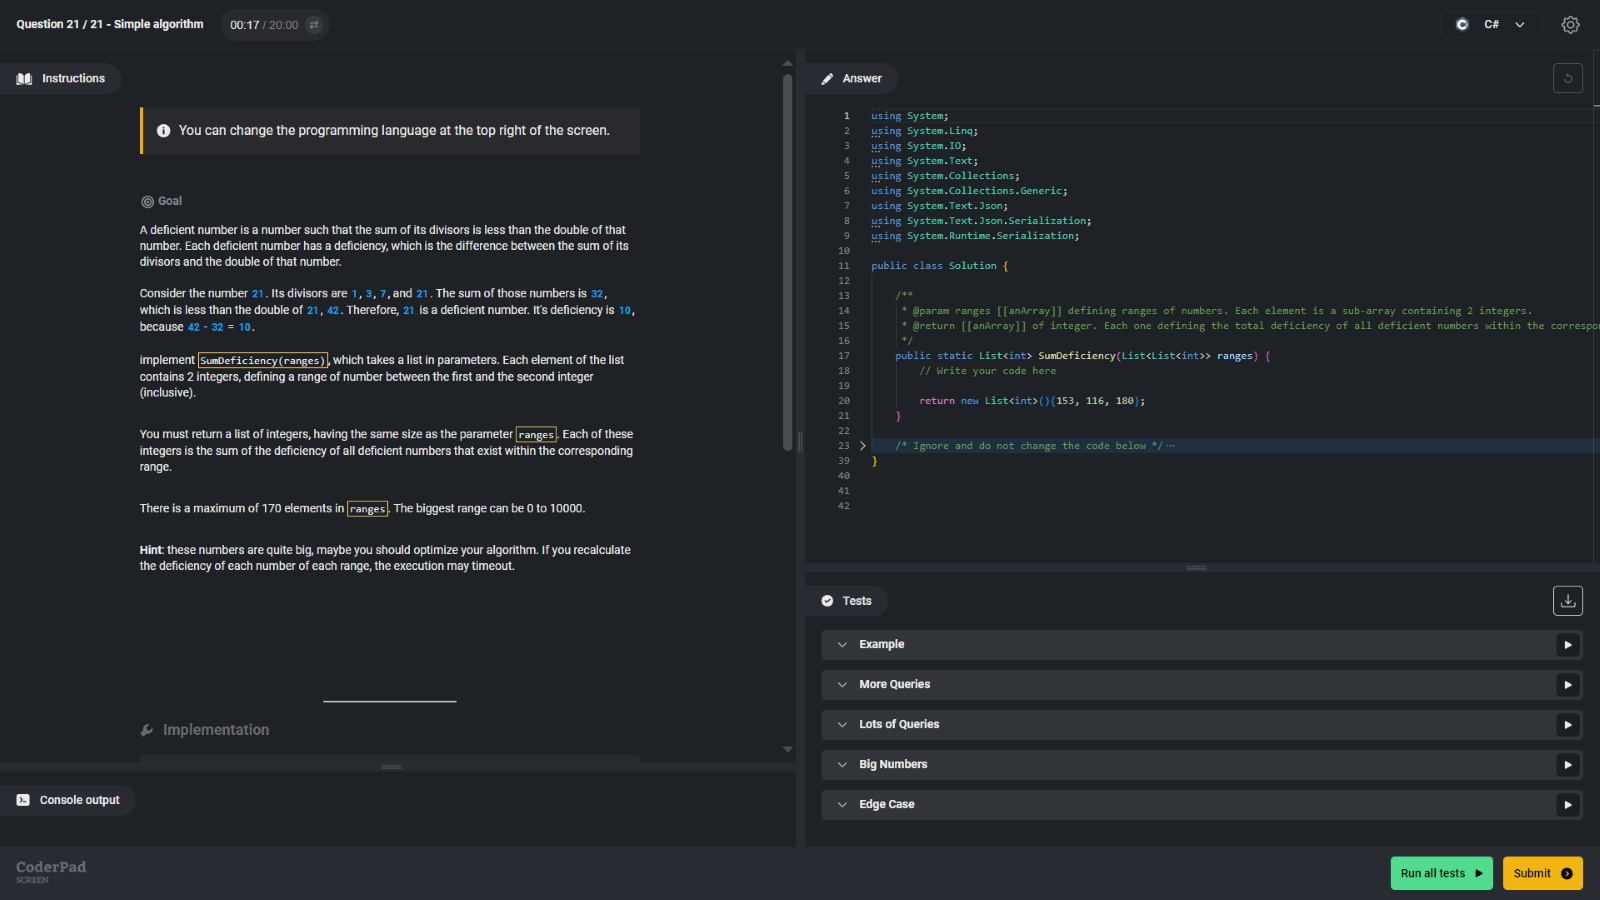 Question 21 / 21 - Simple algorithm
00:17 / 20:00
C#
Instructions
You can change the programming language at the top right of the screen.
Goal
A deficient number is a number such that the sum of its divisors is less than the double of that
number. Each deficient number has a deficiency, which is the difference between the sum of its
divisors and the double of that number.
Consider the number 21. Its divisors are 1, 3, 7, and 21. The sum of those numbers is 32,
which is less than the double of 21, 42. Therefore, 21 is a deficient number. It's deficiency is 10,
because 42 - 32 = 10.
implement SumDeficiency(ranges), which takes a list in parameters. Each element of the list
contains 2 integers, defining a range of number between the first and the second integer
(inclusive).
You must return a list of integers, having the same size as the parameter ranges. Each of these
integers is the sum of the deficiency of all deficient numbers that exist within the corresponding
range.
There is a maximum of 170 elements in ranges. The biggest range can be 0 to 10000.
Hint: these numbers are quite big, maybe you should optimize your algorithm. If you recalculate
the deficiency of each number of each range, the execution may timeout.
Implementation
Console output
CoderPad
SCREEN
Answer
1 using System;
2 using System.Linq;
3 using System.IO;
4 using System.Text;
5 using System.Collections;
6 using System.Collections.Generic;
7 using System.Text.Json;
8 using System.Text.Json.Serialization;
9 using System.Runtime.Serialization;
10
11 public class Solution {
12
13 /**
14 * @param ranges [[anArray]] defining ranges of numbers. Each element is a sub-array containing 2 integers.
15 * @return [[anArray]] of integer. Each one defining the total deficiency of all deficient numbers within the correspo
16 */
17 public static List<int> SumDeficiency(List<List<int>> ranges) {
18 // Write your code here
19
20 return new List<int>(){153, 116, 180};
21 }
22
23 /* Ignore and do not change the code below */ ···
39 }
40
41
42
Tests
Example
More Queries
Lots of Queries
Big Numbers
Edge Case
Run all tests
Submit